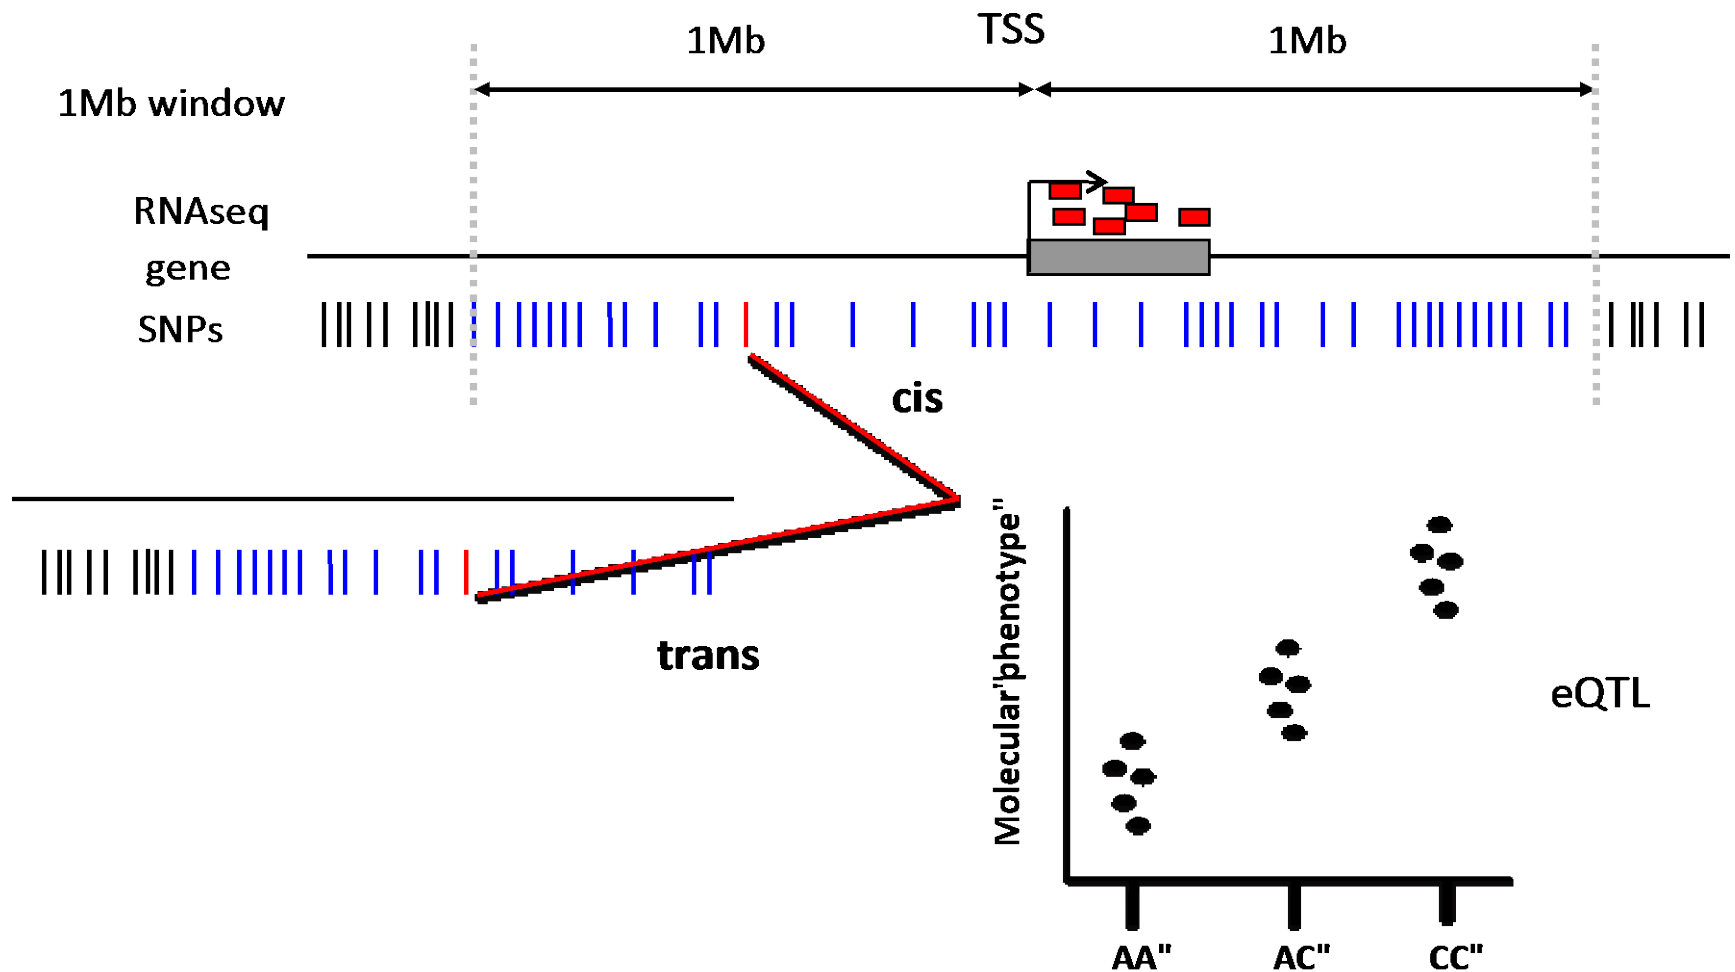 1Mb
TSS
1Mb
1Mb window
RNAseq
gene
SNPs
cis
trans
Molecular"phenotype"
eQTL
AA"
AC"
CC"